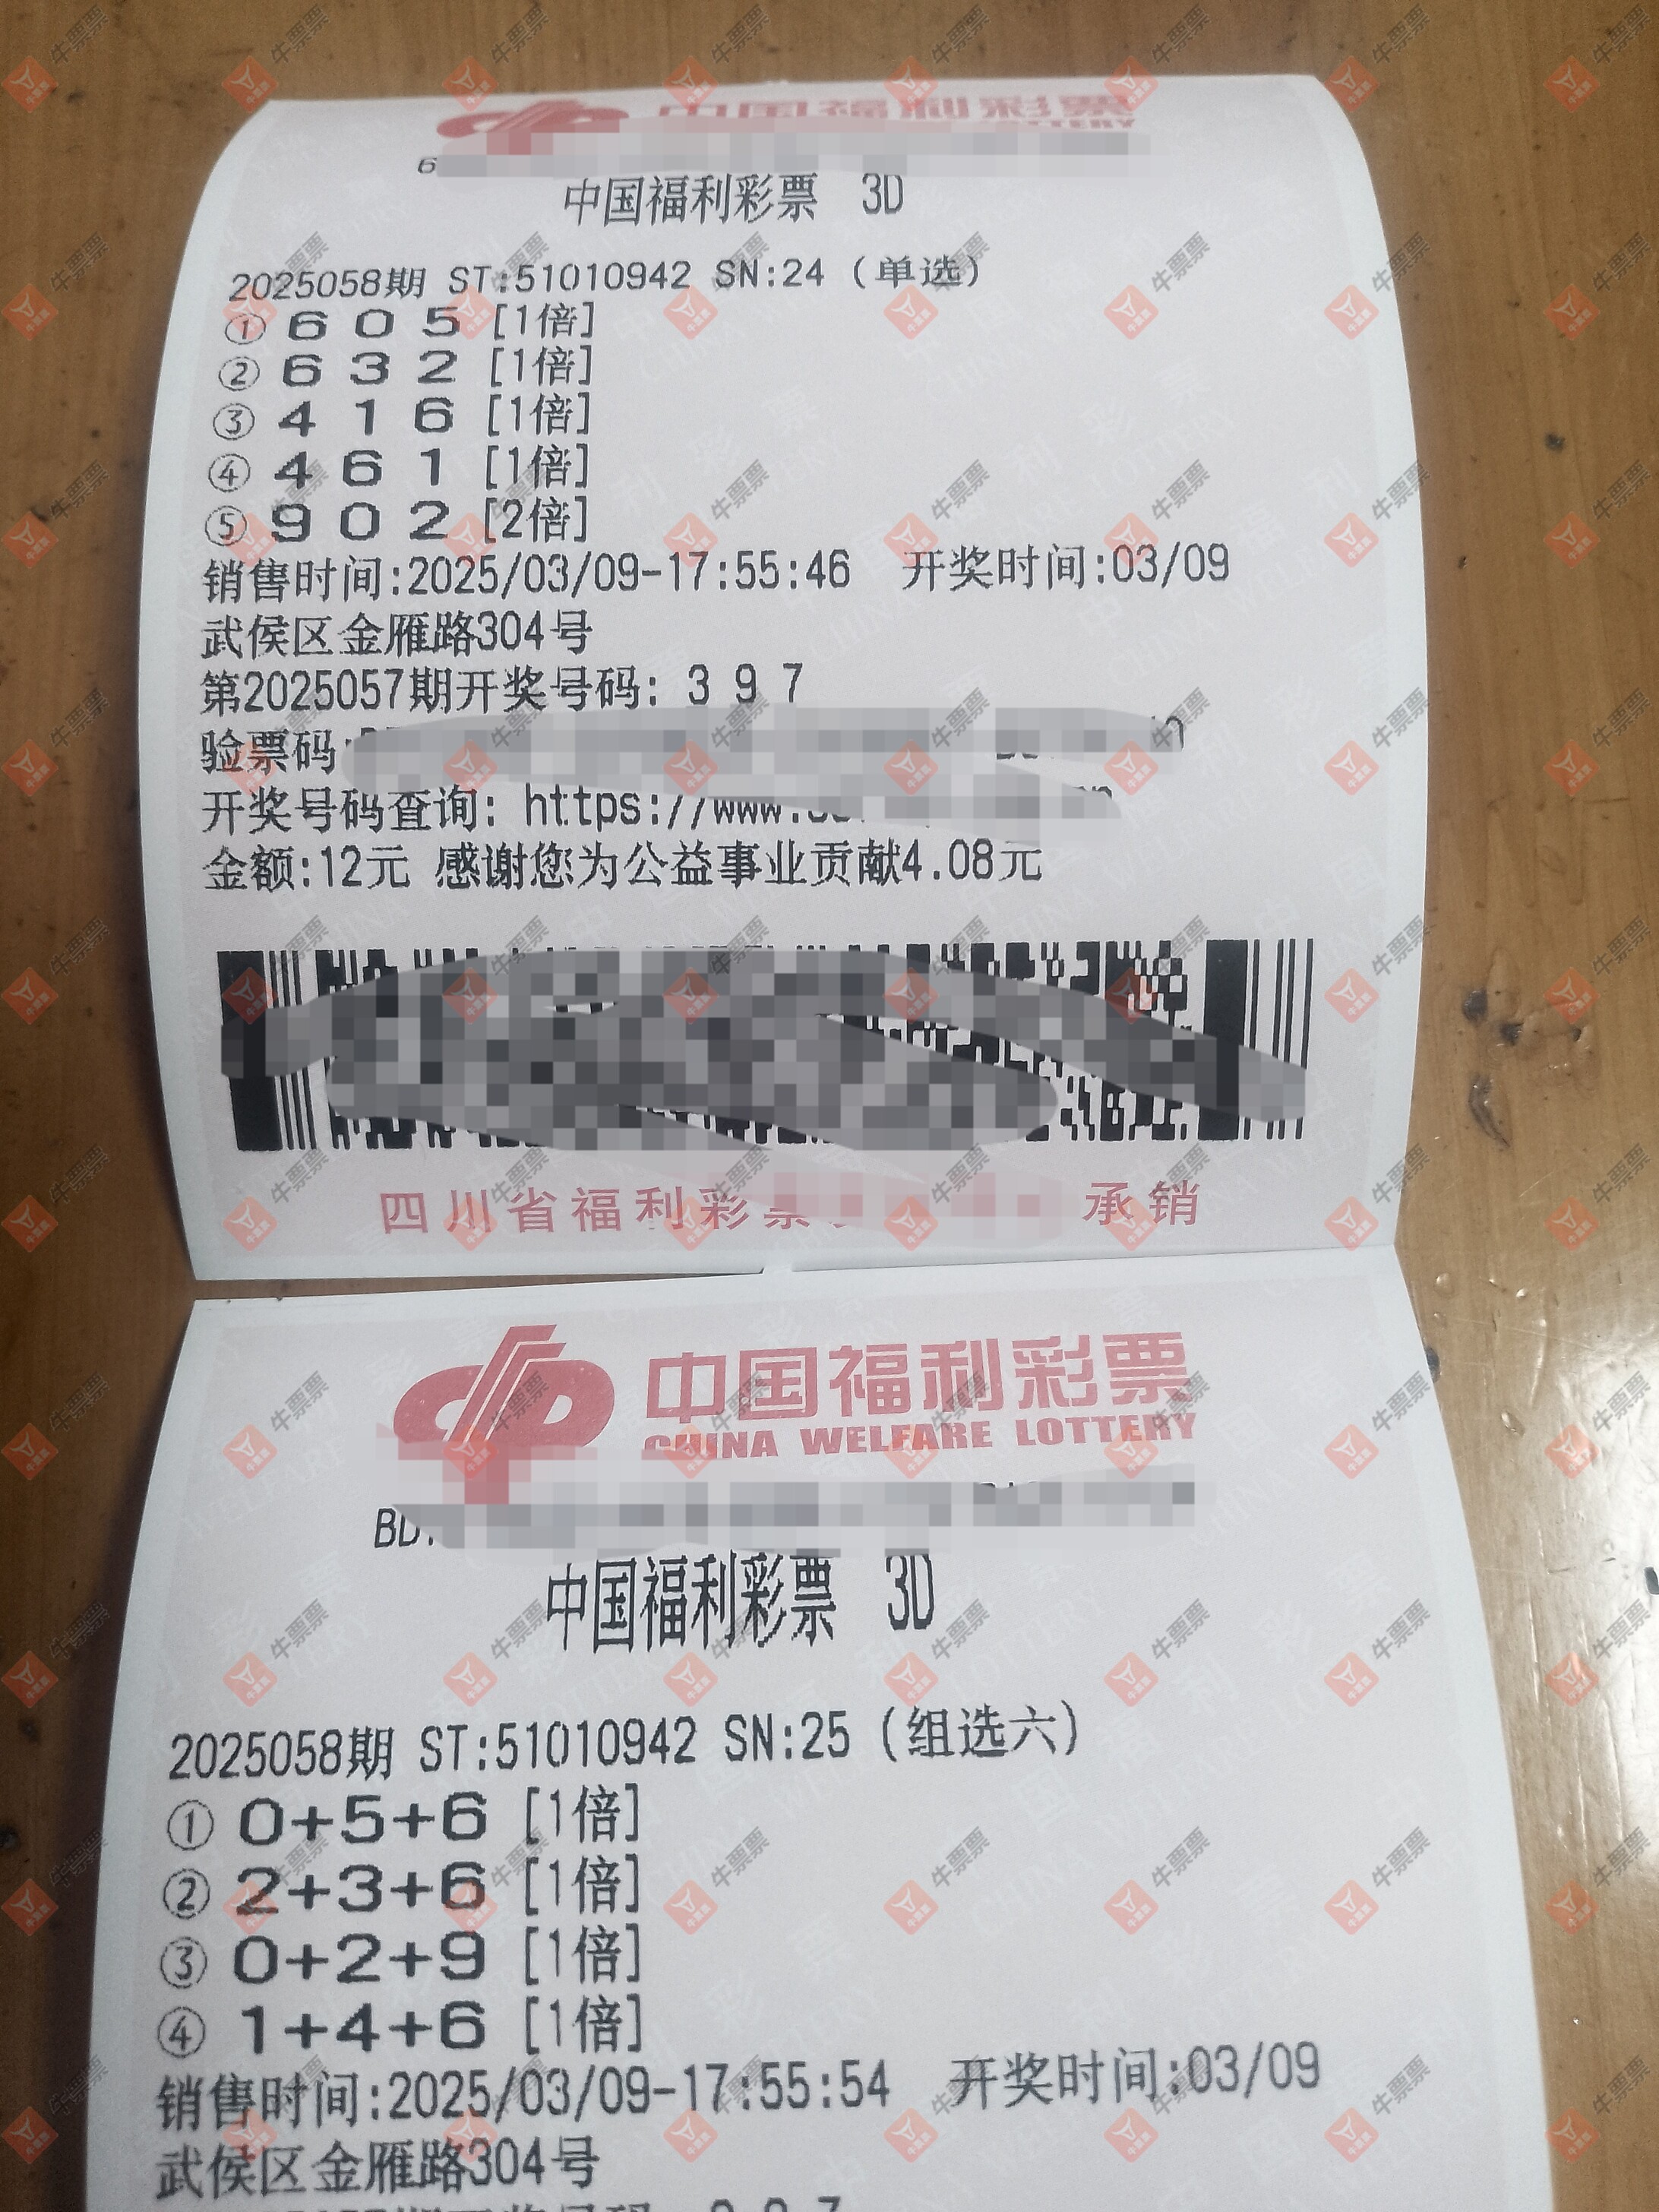 中国福利彩票
6
中国福利彩票 3D
2025058期 ST:51010942 SN:24 (单选)
① 6 0 5 [1倍]
② 6 3 2 [1倍]
③ 4 1 6 [1倍]
④ 4 6 1 [1倍]
⑤ 9 0 2 [2倍]
销售时间:2025/03/09-17:55:46 开奖时间:03/09
武侯区金雁路304号
第2025057期开奖号码: 3 9 7
验票码:
开奖号码查询: https://www.
金额:12元 感谢您为公益事业贡献4.08元
四川省福利彩票 承销
中国福利彩票
CHINA WELFARE LOTTERY
BD
中国福利彩票 3D
2025058期 ST:51010942 SN:25 (组选六)
① 0+5+6 [1倍]
② 2+3+6 [1倍]
③ 0+2+9 [1倍]
④ 1+4+6 [1倍]
销售时间:2025/03/09-17:55:54 开奖时间:03/09
武侯区金雁路304号
牛票票